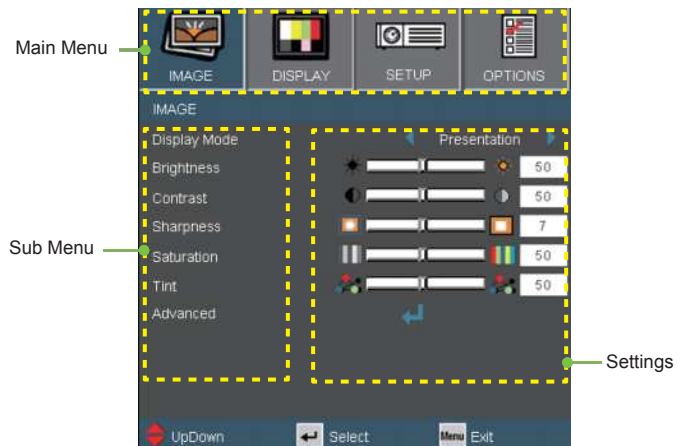 Main Menu
IMAGE DISPLAY SETUP OPTIONS
IMAGE
Display Mode Presentation
Brightness 50
Contrast 50
Sharpness 7
Sub Menu
Saturation 50
Tint 50
Advanced
Settings
UpDown Select Menu Exit